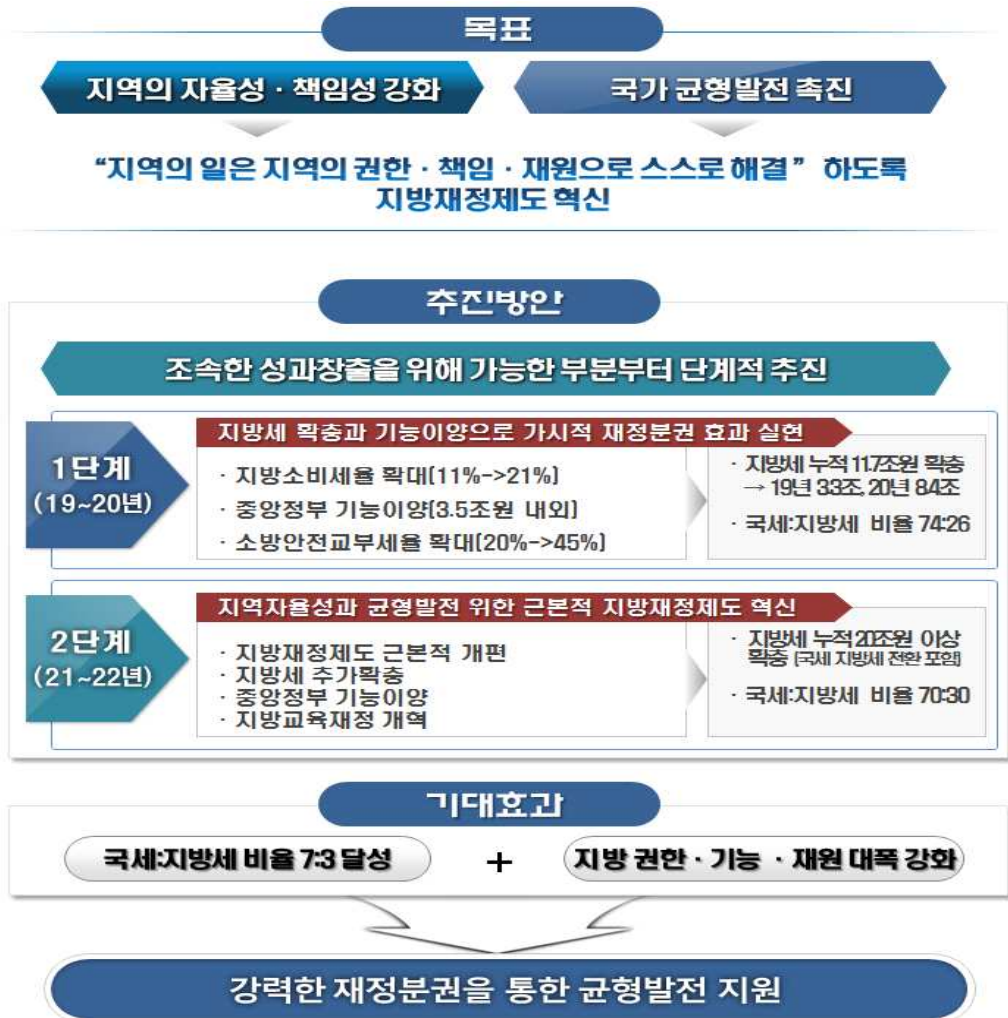 목표
지역의 자율성 · 책임성 강화
국가 균형발전 촉진
“지역의 일은 지역의 권한 · 책임 · 재원으로 스스로 해결” 하도록
지방재정제도 혁신
추진방안
조속한 성과창출을 위해 가능한 부분부터 단계적 추진
1단계
(19~20년)
지방세 확충과 기능이양으로 가시적 재정분권 효과 실현
· 지방소비세율 확대(11%->21%)
· 중앙정부 기능이양(3.5조원 내외)
· 소방안전교부세율 확대(20%->45%)
· 지방세 누적 11.7조원 확충
→ 19년 3.3조, 20년 8.4조
· 국세:지방세 비율 74:26
2단계
(21~22년)
지역자율성과 균형발전 위한 근본적 지방재정제도 혁신
· 지방재정제도 근본적 개편
· 지방세 추가확충
· 중앙정부 기능이양
· 지방교육재정 개혁
· 지방세 누적 20조원 이상
확충 (국세 지방세 전환 포함)
· 국세:지방세 비율 70:30
기대효과
국세:지방세 비율 7:3 달성
+
지방 권한 · 기능 · 재원 대폭 강화
강력한 재정분권을 통한 균형발전 지원